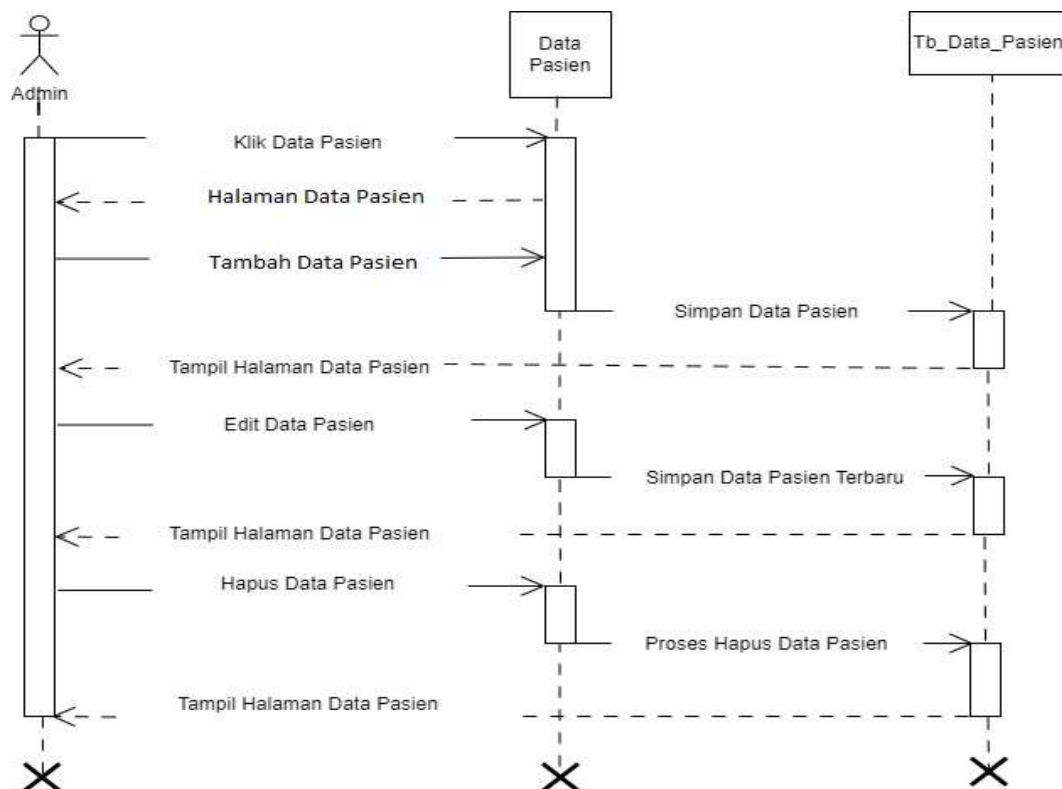 Admin
Data
Pasien
Tb_Data_Pasien
Klik Data Pasien
Halaman Data Pasien
Tambah Data Pasien
Simpan Data Pasien
Tampil Halaman Data Pasien
Edit Data Pasien
Simpan Data Pasien Terbaru
Tampil Halaman Data Pasien
Hapus Data Pasien
Proses Hapus Data Pasien
Tampil Halaman Data Pasien